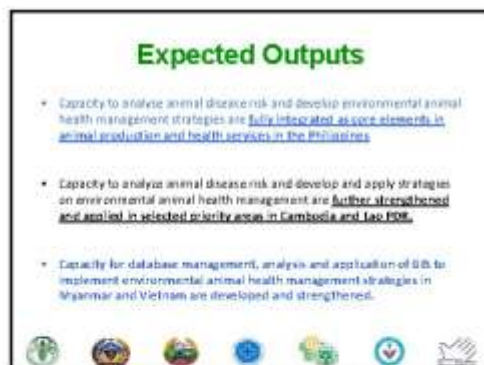 Expected Outputs
• Capacity to analyse animal disease risk and develop environmental animal
health management strategies are fully integrated as core elements in
animal production and health services in the Philippines
• Capacity to analyze animal disease risk and develop and apply strategies
on environmental animal health management are further strengthened
and applied in selected priority areas in Cambodia and Lao PDR.
• Capacity for database management, analysis and application of GIS to
implement environmental animal health management strategies in
Myanmar and Vietnam are developed and strengthened.